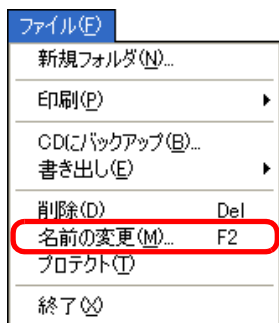 ファイル(F)
新規フォルダ(N)...
印刷(P)
CDにバックアップ(B)...
書き出し(E)
削除(D) Del
名前の変更(M)... F2
プロテクト(T)
終了(X)